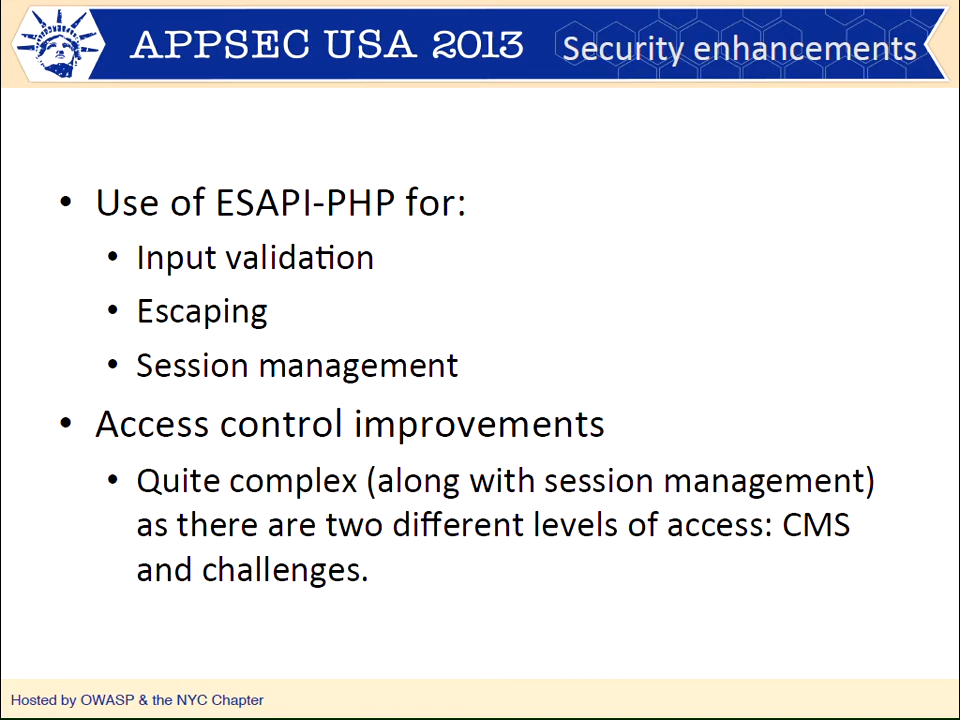 APPSEC USA 2013
Security enhancements
• Use of ESAPI-PHP for:
• Input validation
• Escaping
• Session management
• Access control improvements
• Quite complex (along with session management)
as there are two different levels of access: CMS
and challenges.
Hosted by OWASP & the NYC Chapter